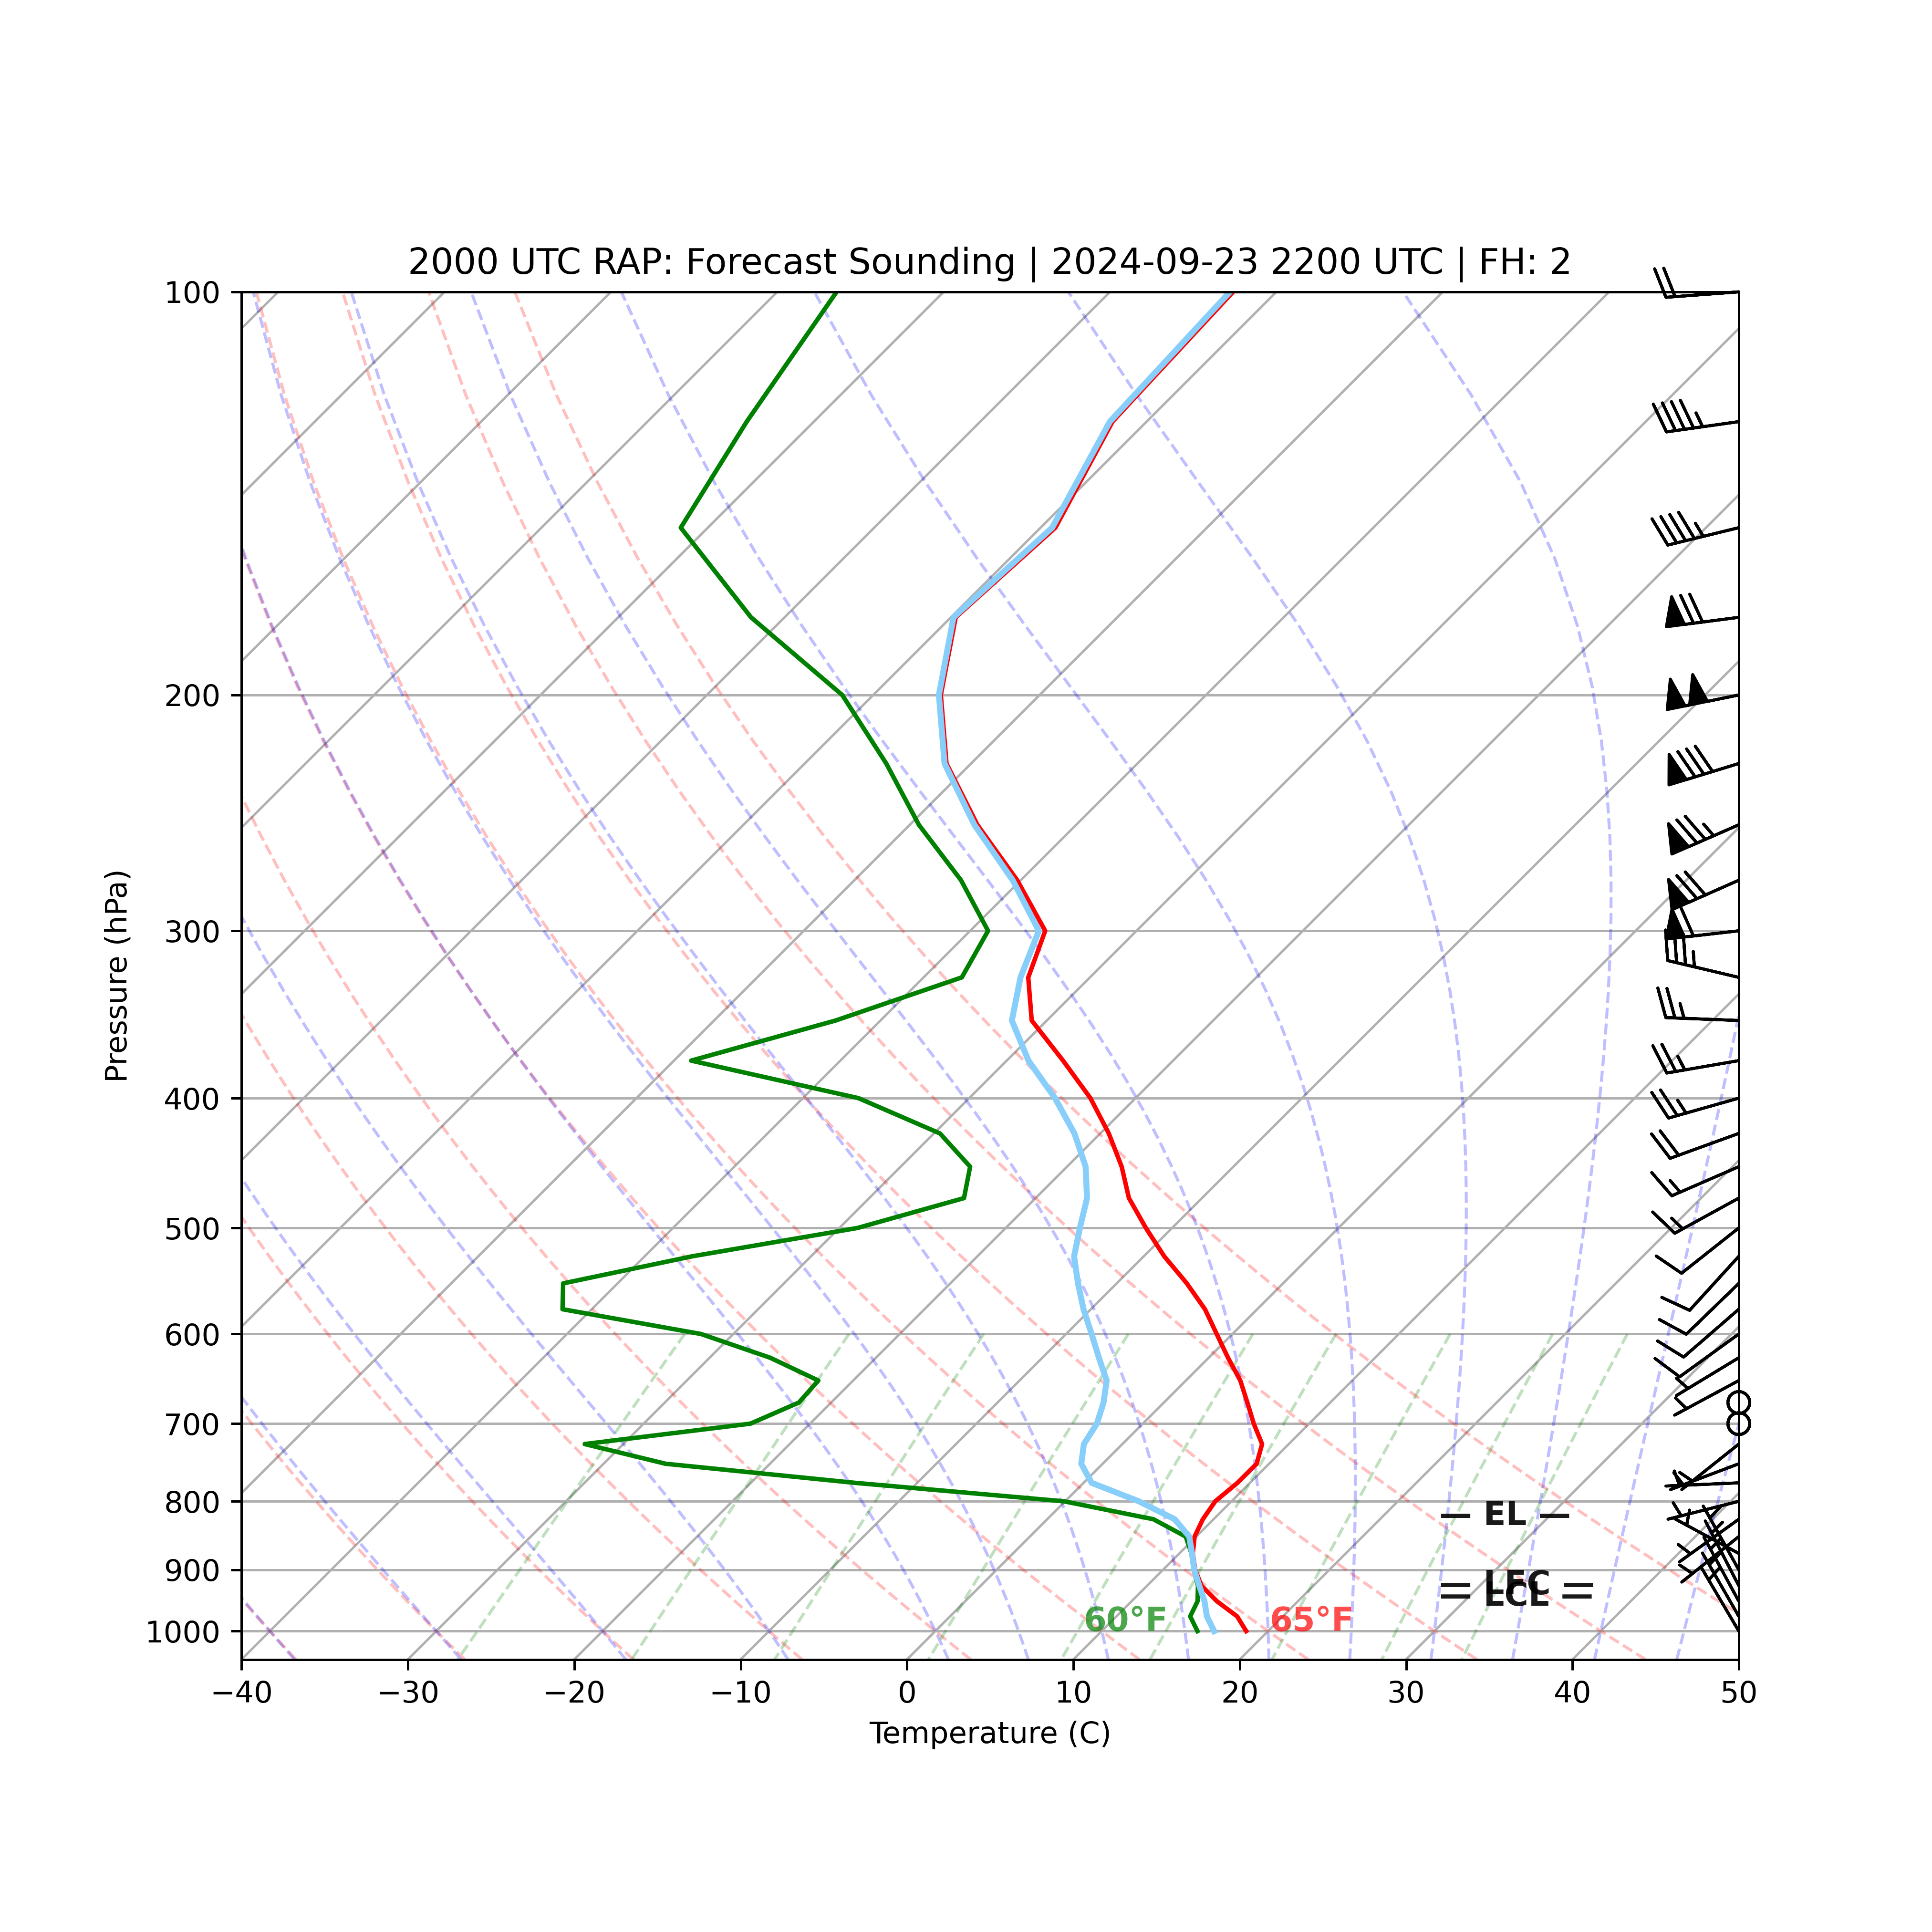 2000 UTC RAP: Forecast Sounding | 2024-09-23 2200 UTC | FH: 2
100
200
300
400
500
600
700
800
900
1000
Pressure (hPa)
— EL —
— LFC —
— LCL —
60°F
65°F
−40 −30 −20 −10 0 10 20 30 40 50
Temperature (C)